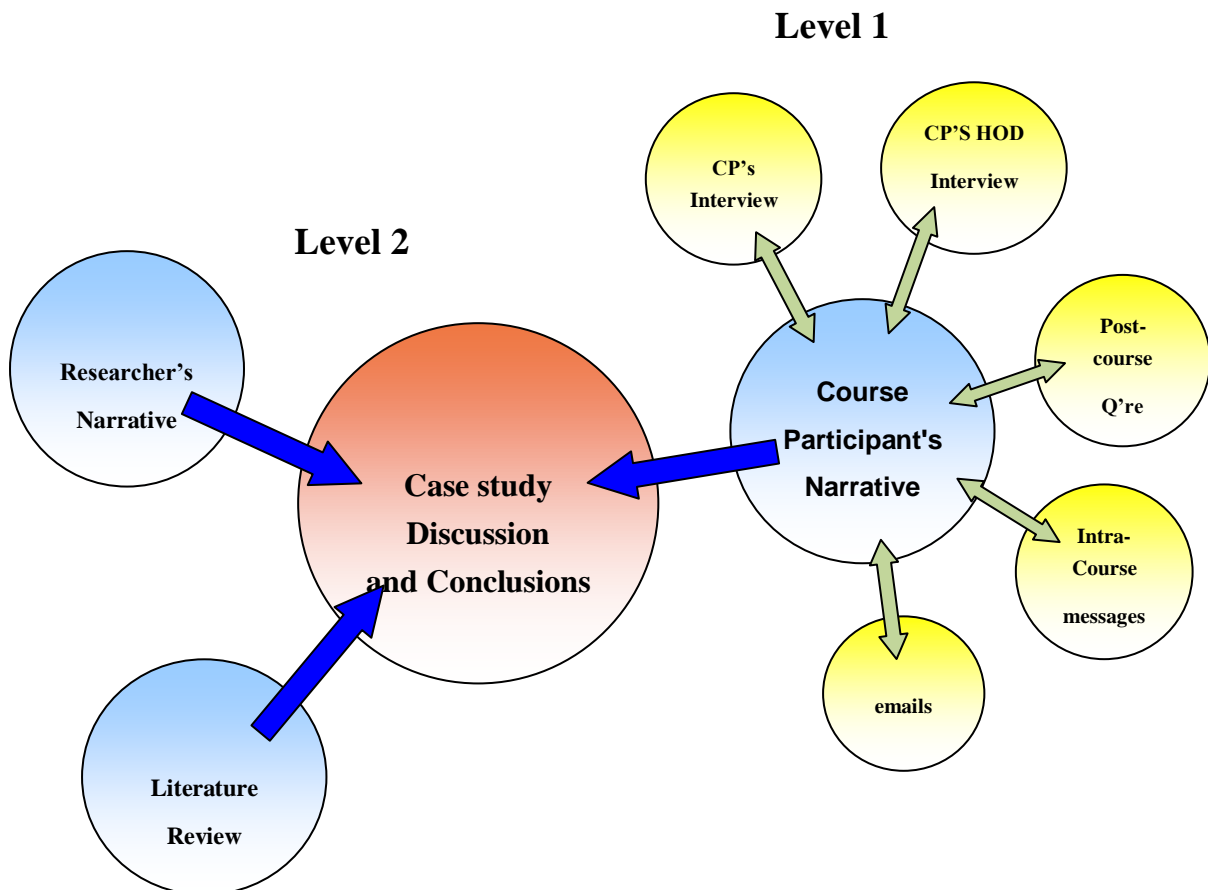 Level 1
CP'S HOD
Interview
CP's
Interview
Level 2
Researcher's
Narrative
Case study
Discussion
and Conclusions
Course
Participant's
Narrative
Post-
course
Q're
Intra-
Course
messages
emails
Literature
Review